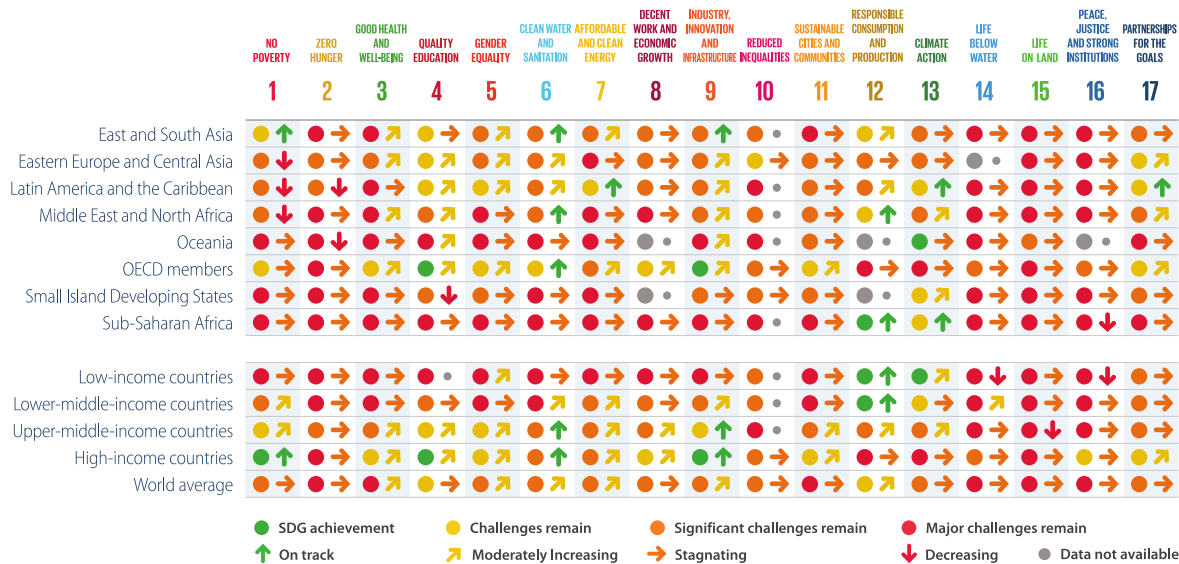 NO POVERTY
ZERO HUNGER
GOOD HEALTH AND WELL-BEING
QUALITY EDUCATION
GENDER EQUALITY
CLEAN WATER AND SANITATION
AFFORDABLE AND CLEAN ENERGY
DECENT WORK AND ECONOMIC GROWTH
INDUSTRY, INNOVATION AND INFRASTRUCTURE
REDUCED INEQUALITIES
SUSTAINABLE CITIES AND COMMUNITIES
RESPONSIBLE CONSUMPTION AND PRODUCTION
CLIMATE ACTION
LIFE BELOW WATER
LIFE ON LAND
PEACE, JUSTICE AND STRONG INSTITUTIONS
PARTNERSHIPS FOR THE GOALS
1 2 3 4 5 6 7 8 9 10 11 12 13 14 15 16 17
East and South Asia
Eastern Europe and Central Asia
Latin America and the Caribbean
Middle East and North Africa
Oceania
OECD members
Small Island Developing States
Sub-Saharan Africa
Low-income countries
Lower-middle-income countries
Upper-middle-income countries
High-income countries
World average
SDG achievement Challenges remain Significant challenges remain Major challenges remain
On track Moderately Increasing Stagnating Decreasing Data not available